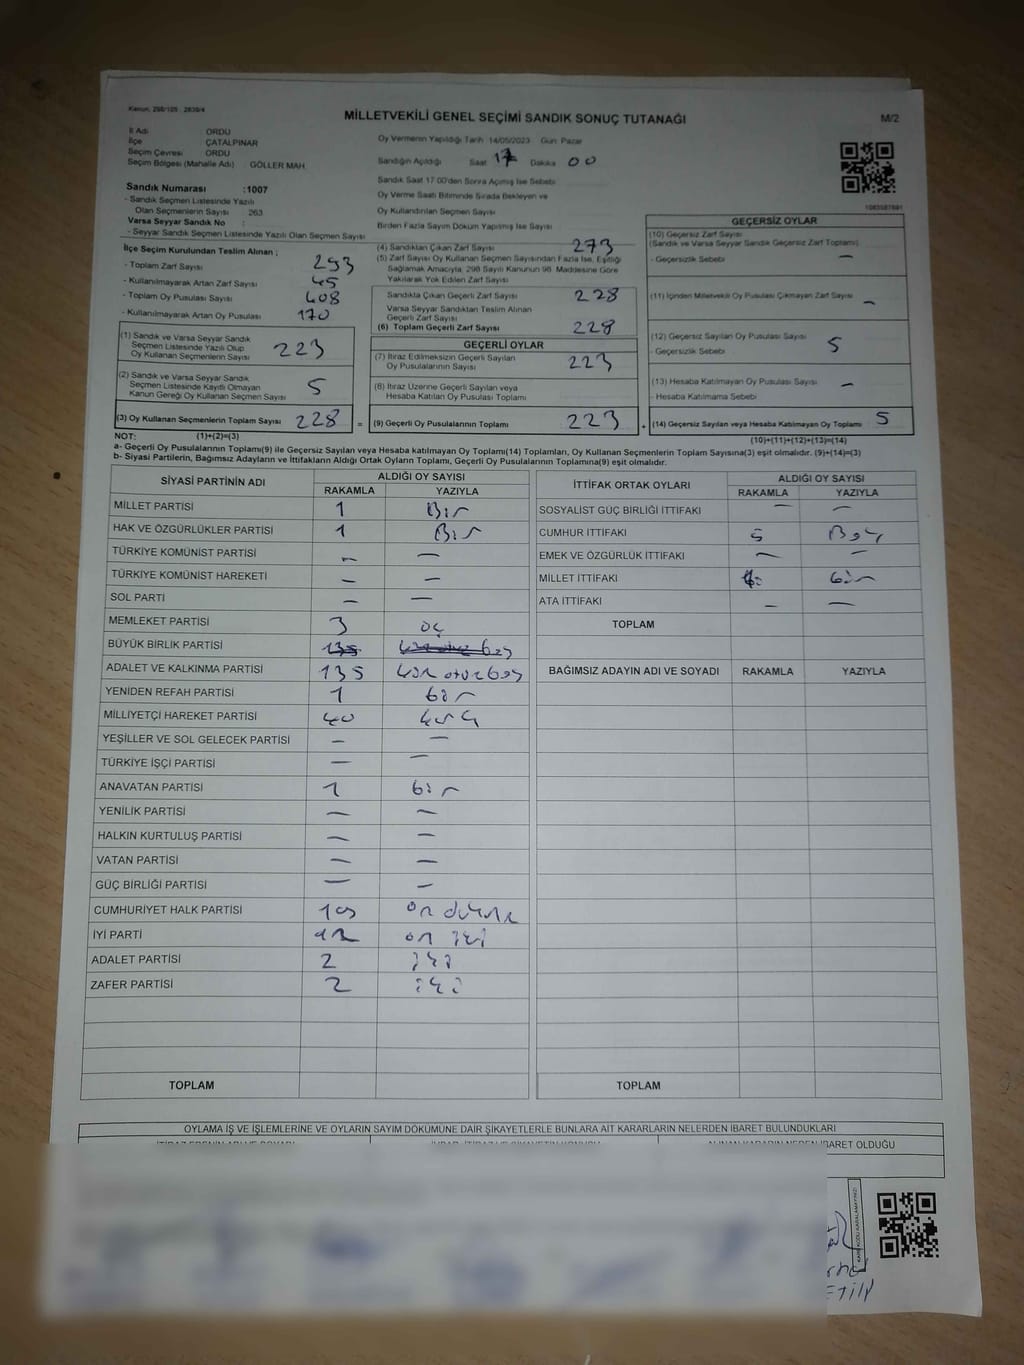 Kanun, 298/105 : 2839/4
MİLLETVEKİLİ GENEL SEÇİMİ SANDIK SONUÇ TUTANAĞI
M/2
İl Adı ORDU
İlçe ÇATALPINAR
Seçim Çevresi ORDU
Seçim Bölgesi (Mahalle Adı) : GÖLLER MAH.
Sandık Numarası :1007
- Sandık Seçmen Listesinde Yazılı
Olan Seçmenlerin Sayısı 263
Varsa Seyyar Sandık No :
- Seyyar Sandık Seçmen Listesinde Yazılı Olan Seçmen Sayısı
Oy Vermenin Yapıldığı Tarih 14/05/2023 Gün: Pazar
Sandığın Açıldığı Saat 17 Dakika 00
Sandık Saat 17.00'den Sonra Açılmış İse Sebebi
Oy Verme Saati Bitiminde Sırada Bekleyen ve
Oy Kullandırılan Seçmen Sayısı
Birden Fazla Sayım Döküm Yapılmış İse Sayısı
İlçe Seçim Kurulundan Teslim Alınan ;
- Toplam Zarf Sayısı 293
- Kullanılmayarak Artan Zarf Sayısı 45
- Toplam Oy Pusulası Sayısı 408
- Kullanılmayarak Artan Oy Pusulası 170
(1) Sandık ve Varsa Seyyar Sandık
Seçmen Listesinde Yazılı Olup
Oy Kullanan Seçmenlerin Sayısı 223
(2) Sandık ve Varsa Seyyar Sandık
Seçmen Listesinde Kayıtlı Olmayan
Kanun Gereği Oy Kullanan Seçmen Sayısı 5
(3) Oy Kullanan Seçmenlerin Toplam Sayısı 228 =
(4) Sandıktan Çıkan Zarf Sayısı 273
(5) Zarf Sayısı Oy Kullanan Seçmen Sayısından Fazla İse, Eşitliği
Sağlamak Amacıyla, 298 Sayılı Kanunun 98. Maddesine Göre
Yakılarak Yok Edilen Zarf Sayısı
Sandıkta Çıkan Geçerli Zarf Sayısı 228
Varsa Seyyar Sandıktan Teslim Alınan
Geçerli Zarf Sayısı
(6) Toplam Geçerli Zarf Sayısı 228
GEÇERLİ OYLAR
(7) İtiraz Edilmeksizin Geçerli Sayılan
Oy Pusulalarının Sayısı 223
(8) İtiraz Üzerine Geçerli Sayılan veya
Hesaba Katılan Oy Pusulası Toplamı
(9) Geçerli Oy Pusulalarının Toplamı 223 +
GEÇERSİZ OYLAR
(10) Geçersiz Zarf Sayısı
(Sandık ve Varsa Seyyar Sandık Geçersiz Zarf Toplamı)
- Geçersizlik Sebebi —
(11) İçinden Milletvekili Oy Pusulası Çıkmayan Zarf Sayısı —
(12) Geçersiz Sayılan Oy Pusulası Sayısı 5
- Geçersizlik Sebebi
(13) Hesaba Katılmayan Oy Pusulası Sayısı —
- Hesaba Katılmama Sebebi
(14) Geçersiz Sayılan veya Hesaba Katılmayan Oy Toplamı 5
NOT: (1)+(2)=(3) (10)+(11)+(12)+(13)=(14)
a- Geçerli Oy Pusulalarının Toplamı(9) ile Geçersiz Sayılan veya Hesaba katılmayan Oy Toplamı(14) Toplamları, Oy Kullanan Seçmenlerin Toplam Sayısına(3) eşit olmalıdır. (9)+(14)=(3)
b- Siyasi Partilerin, Bağımsız Adayların ve İttifakların Aldığı Oyların Toplamı, Geçerli Oy Pusulalarının Toplamına(9) eşit olmalıdır.
SİYASİ PARTİNİN ADI ALDIĞI OY SAYISI
RAKAMLA YAZIYLA
MİLLET PARTİSİ 1 Bir
HAK VE ÖZGÜRLÜKLER PARTİSİ 1 Bir
TÜRKİYE KOMÜNİST PARTİSİ — —
TÜRKİYE KOMÜNİST HAREKETİ — —
SOL PARTİ — —
MEMLEKET PARTİSİ 3 üç
BÜYÜK BİRLİK PARTİSİ 135
ADALET VE KALKINMA PARTİSİ 135
YENİDEN REFAH PARTİSİ 1 bir
MİLLİYETÇİ HAREKET PARTİSİ 40 kırk
YEŞİLLER VE SOL GELECEK PARTİSİ — —
TÜRKİYE İŞÇİ PARTİSİ — —
ANAVATAN PARTİSİ 1 bir
YENİLİK PARTİSİ — —
HALKIN KURTULUŞ PARTİSİ — —
VATAN PARTİSİ — —
GÜÇ BİRLİĞİ PARTİSİ — —
CUMHURİYET HALK PARTİSİ
İYİ PARTİ 12 on iki
ADALET PARTİSİ 2 iki
ZAFER PARTİSİ 2 iki
TOPLAM
İTTİFAK ORTAK OYLARI ALDIĞI OY SAYISI
RAKAMLA YAZIYLA
SOSYALİST GÜÇ BİRLİĞİ İTTİFAKI — —
CUMHUR İTTİFAKI 5 Beş
EMEK VE ÖZGÜRLÜK İTTİFAKI — —
MİLLET İTTİFAKI bir
ATA İTTİFAKI — —
TOPLAM
BAĞIMSIZ ADAYIN ADI VE SOYADI RAKAMLA YAZIYLA
TOPLAM
OYLAMA İŞ VE İŞLEMLERİNE VE OYLARIN SAYIM DÖKÜMÜNE DAİR ŞİKAYETLERLE BUNLARA AİT KARARLARIN NELERDEN İBARET BULUNDUKLARI
ALINAN KARARIN NEDEN İBARET OLDUĞU